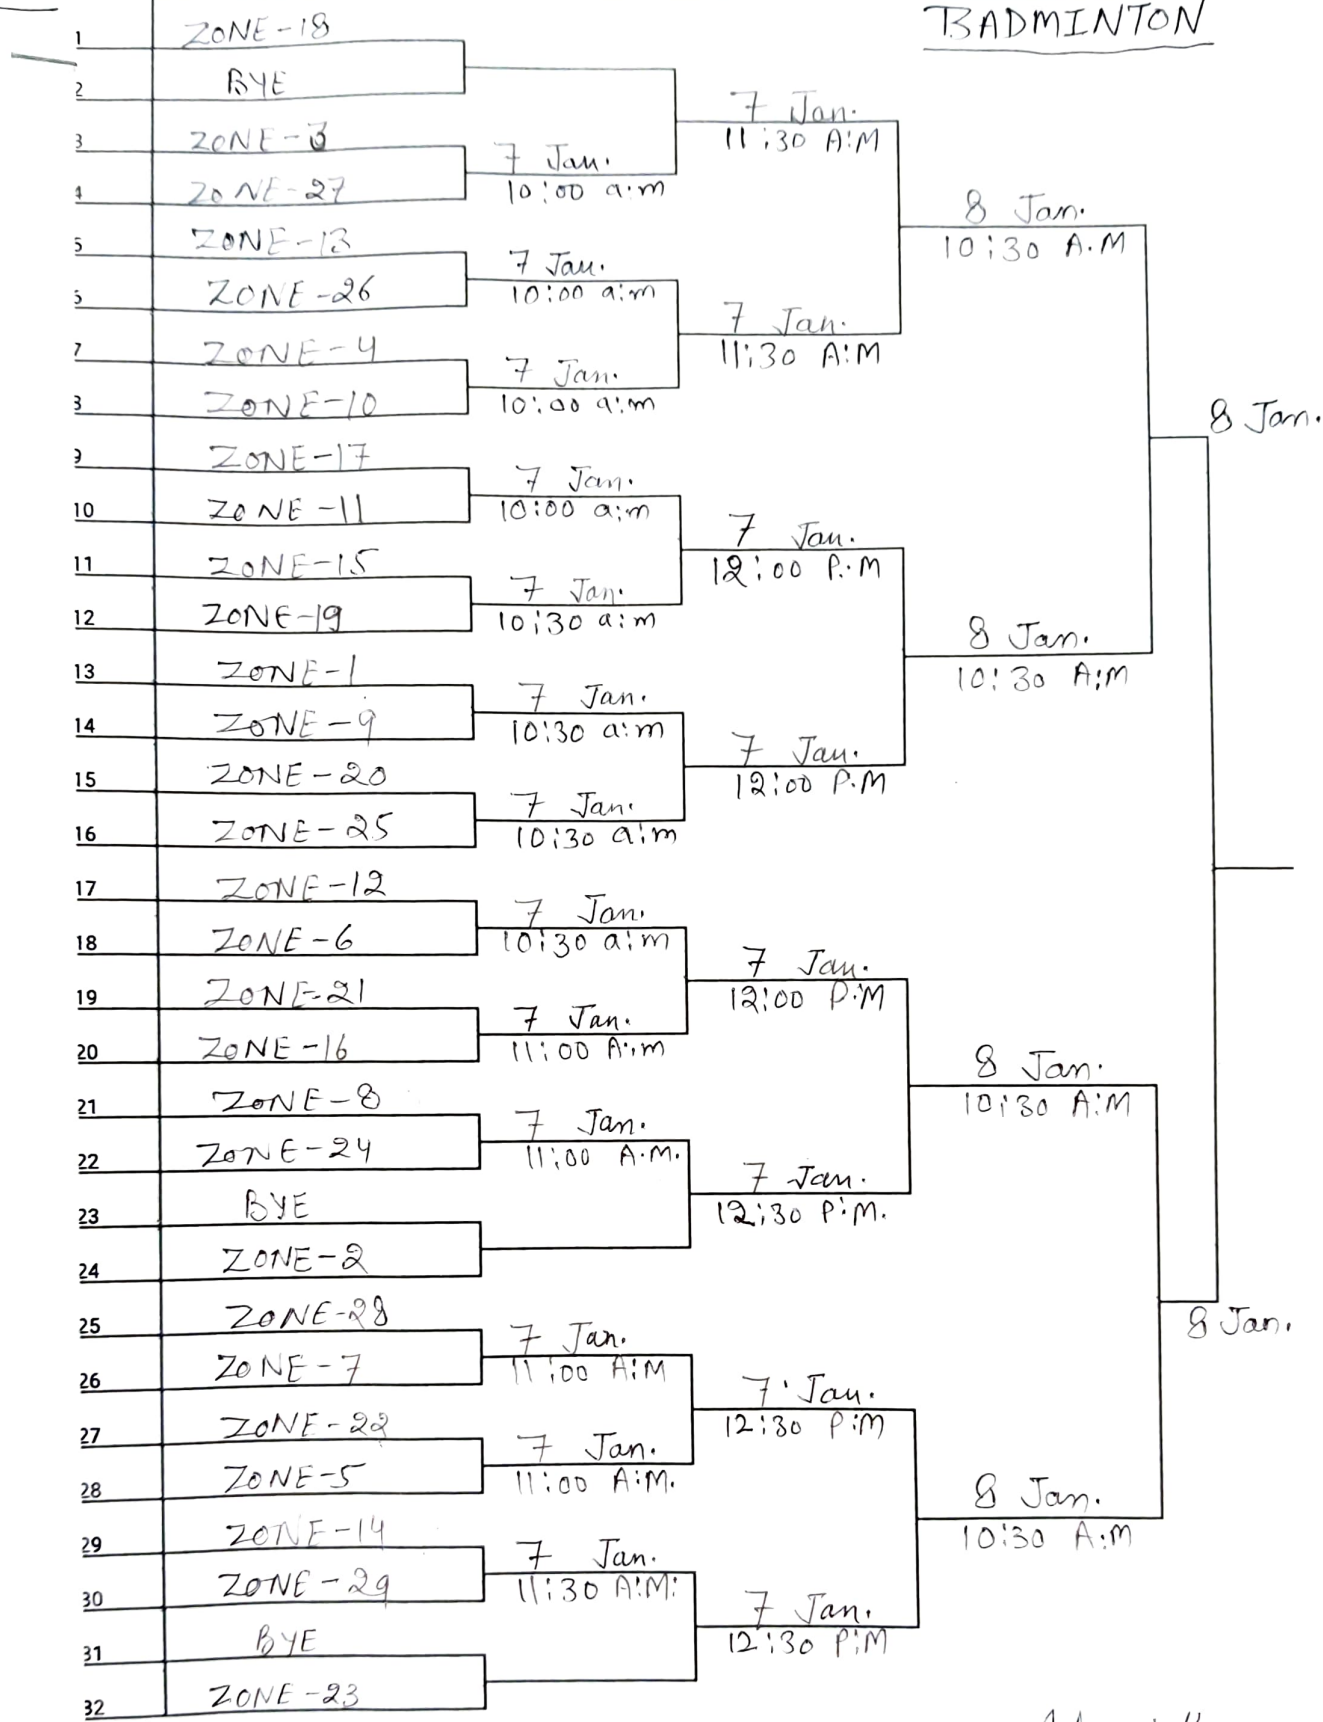 BADMINTON
1 ZONE-18
2 BYE
3 ZONE-3
4 ZONE-27
7 Jan.
10:00 a:m
7 Jan.
11:30 A:M
5 ZONE-13
6 ZONE-26
7 Jan.
10:00 a:m
7 ZONE-4
8 ZONE-10
7 Jan.
10:00 a:m
7 Jan.
11:30 A:M
8 Jan.
10:30 A.M
9 ZONE-17
10 ZONE-11
7 Jan.
10:00 a:m
11 ZONE-15
12 ZONE-19
7 Jan.
10:30 a:m
7 Jan.
12:00 P.M
13 ZONE-1
14 ZONE-9
7 Jan.
10:30 a:m
15 ZONE-20
16 ZONE-25
7 Jan.
10:30 a:m
7 Jan.
12:00 P.M
8 Jan.
10:30 A:M
8 Jan.
17 ZONE-12
18 ZONE-6
7 Jan.
10:30 a:m
19 ZONE-21
20 ZONE-16
7 Jan.
11:00 A:m
7 Jan.
12:00 P:M
21 ZONE-8
22 ZONE-24
7 Jan.
11:00 A.M.
23 BYE
24 ZONE-2
7 Jan.
12:30 P:M.
8 Jan.
10:30 A:M
25 ZONE-28
26 ZONE-7
7 Jan.
11:00 A:M
27 ZONE-22
28 ZONE-5
7 Jan.
11:00 A:M.
7 Jan.
12:30 P:M
29 ZONE-14
30 ZONE-29
7 Jan.
11:30 A:M:
31 BYE
32 ZONE-23
7 Jan.
12:30 P:M
8 Jan.
10:30 A:M
8 Jan.